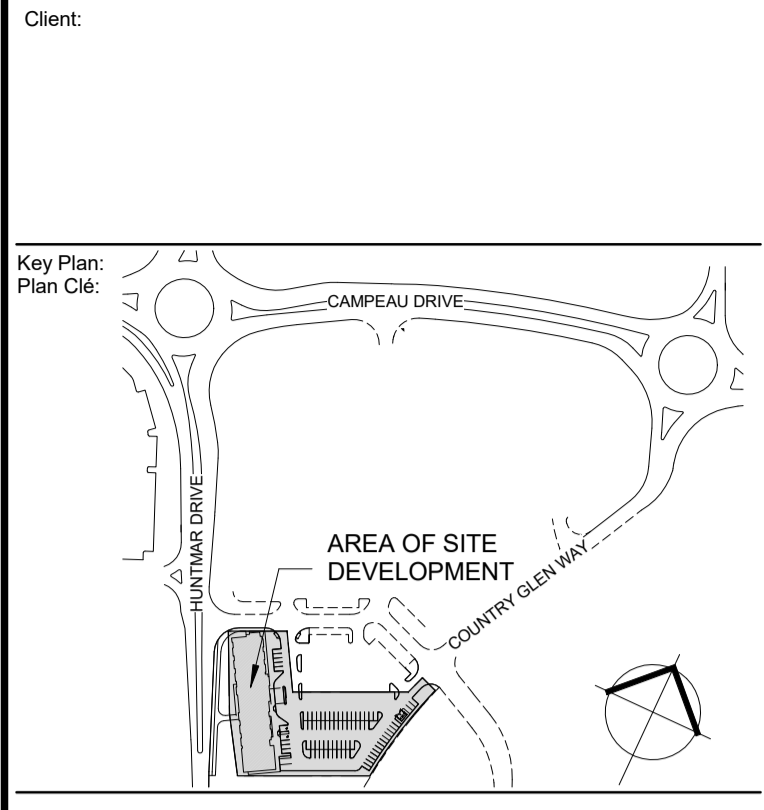 Client:
Key Plan:
Plan Clé:
CAMPEAU DRIVE
HUNTMAR DRIVE
AREA OF SITE
DEVELOPMENT
COUNTRY GLEN WAY